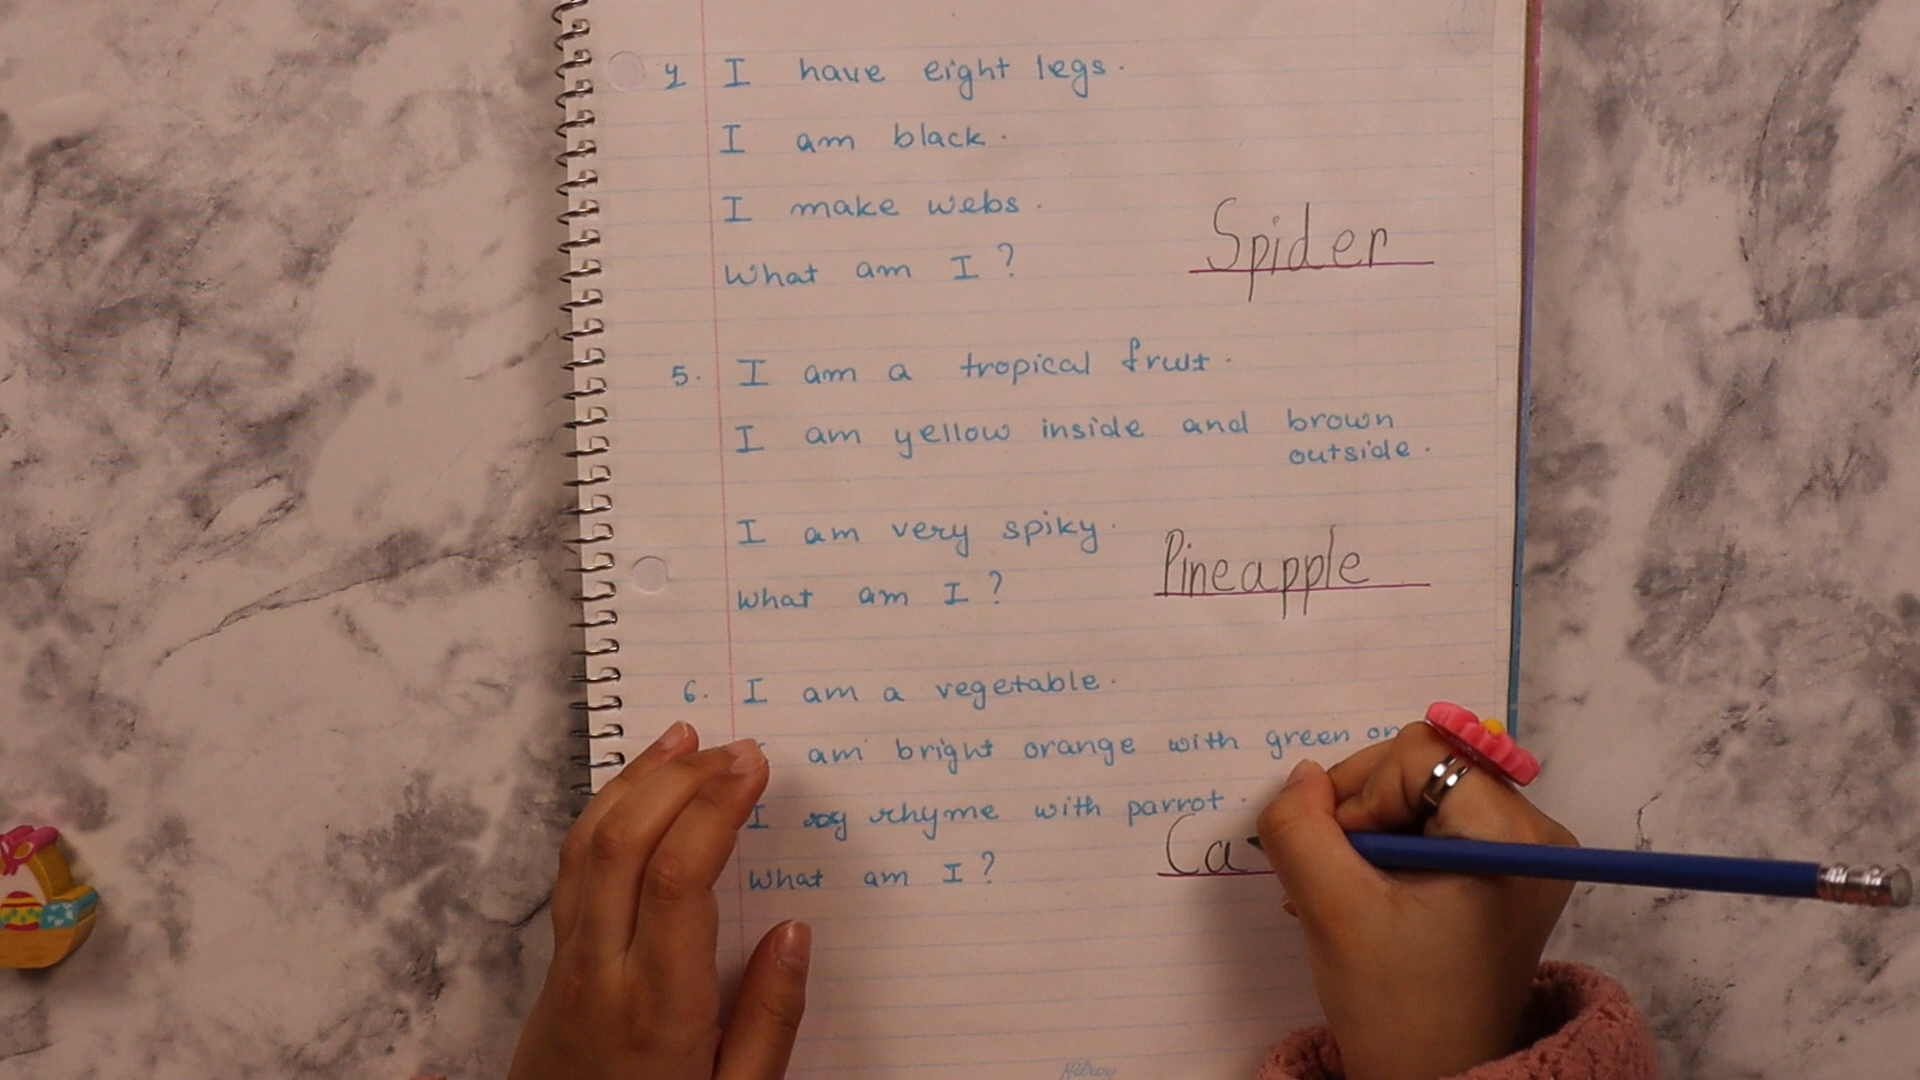 4 I have eight legs.
I am black.
I make webs.
What am I?
Spider
5. I am a tropical fruit.
I am yellow inside and brown
outside.
I am very spiky.
What am I?
Pineapple
6. I am a vegetable.
I am bright orange with green on
I rhyme with parrot.
What am I?
Ca
Hilroy